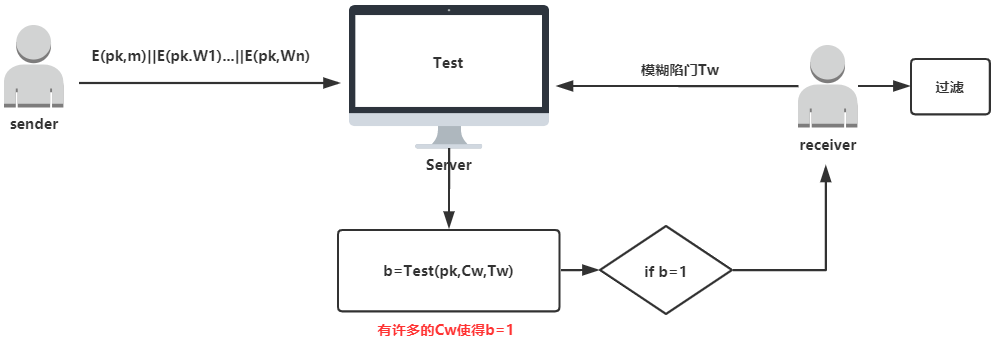 E(pk,m)||E(pk.W1)...||E(pk,Wn)
sender
Test
Server
模糊陷门Tw
receiver
过滤
b=Test(pk,Cw,Tw)
if b=1
有许多的Cw使得b=1